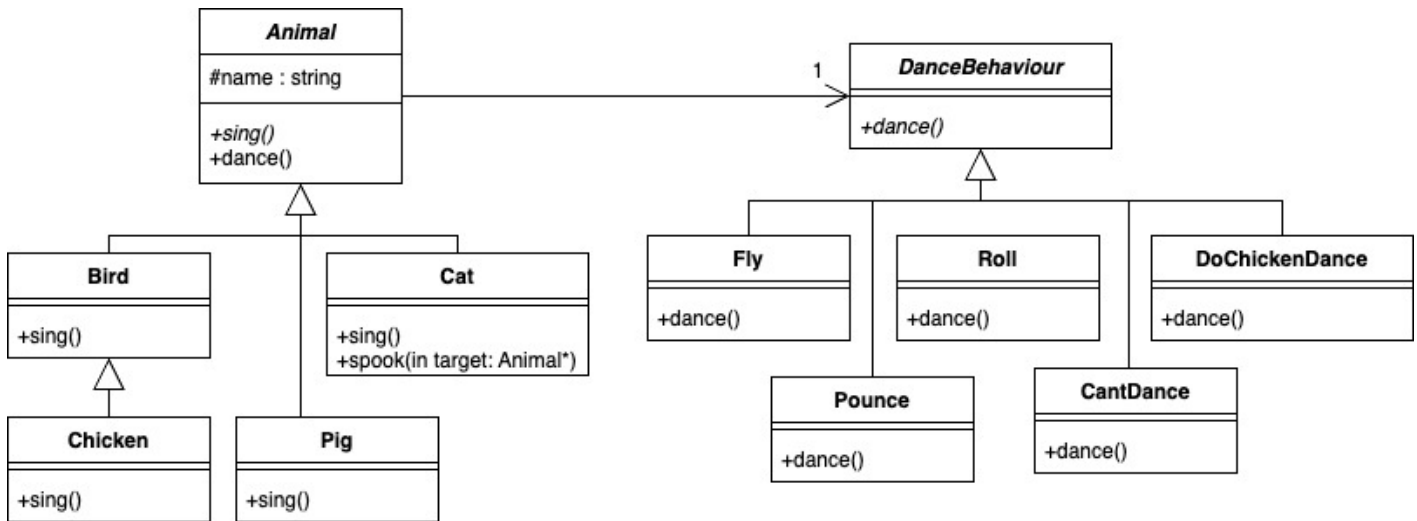 Animal
#name : string
+sing()
+dance()
1
DanceBehaviour
+dance()
Bird
+sing()
Cat
+sing()
+spook(in target: Animal*)
Chicken
+sing()
Pig
+sing()
Fly
+dance()
Roll
+dance()
DoChickenDance
+dance()
Pounce
+dance()
CantDance
+dance()